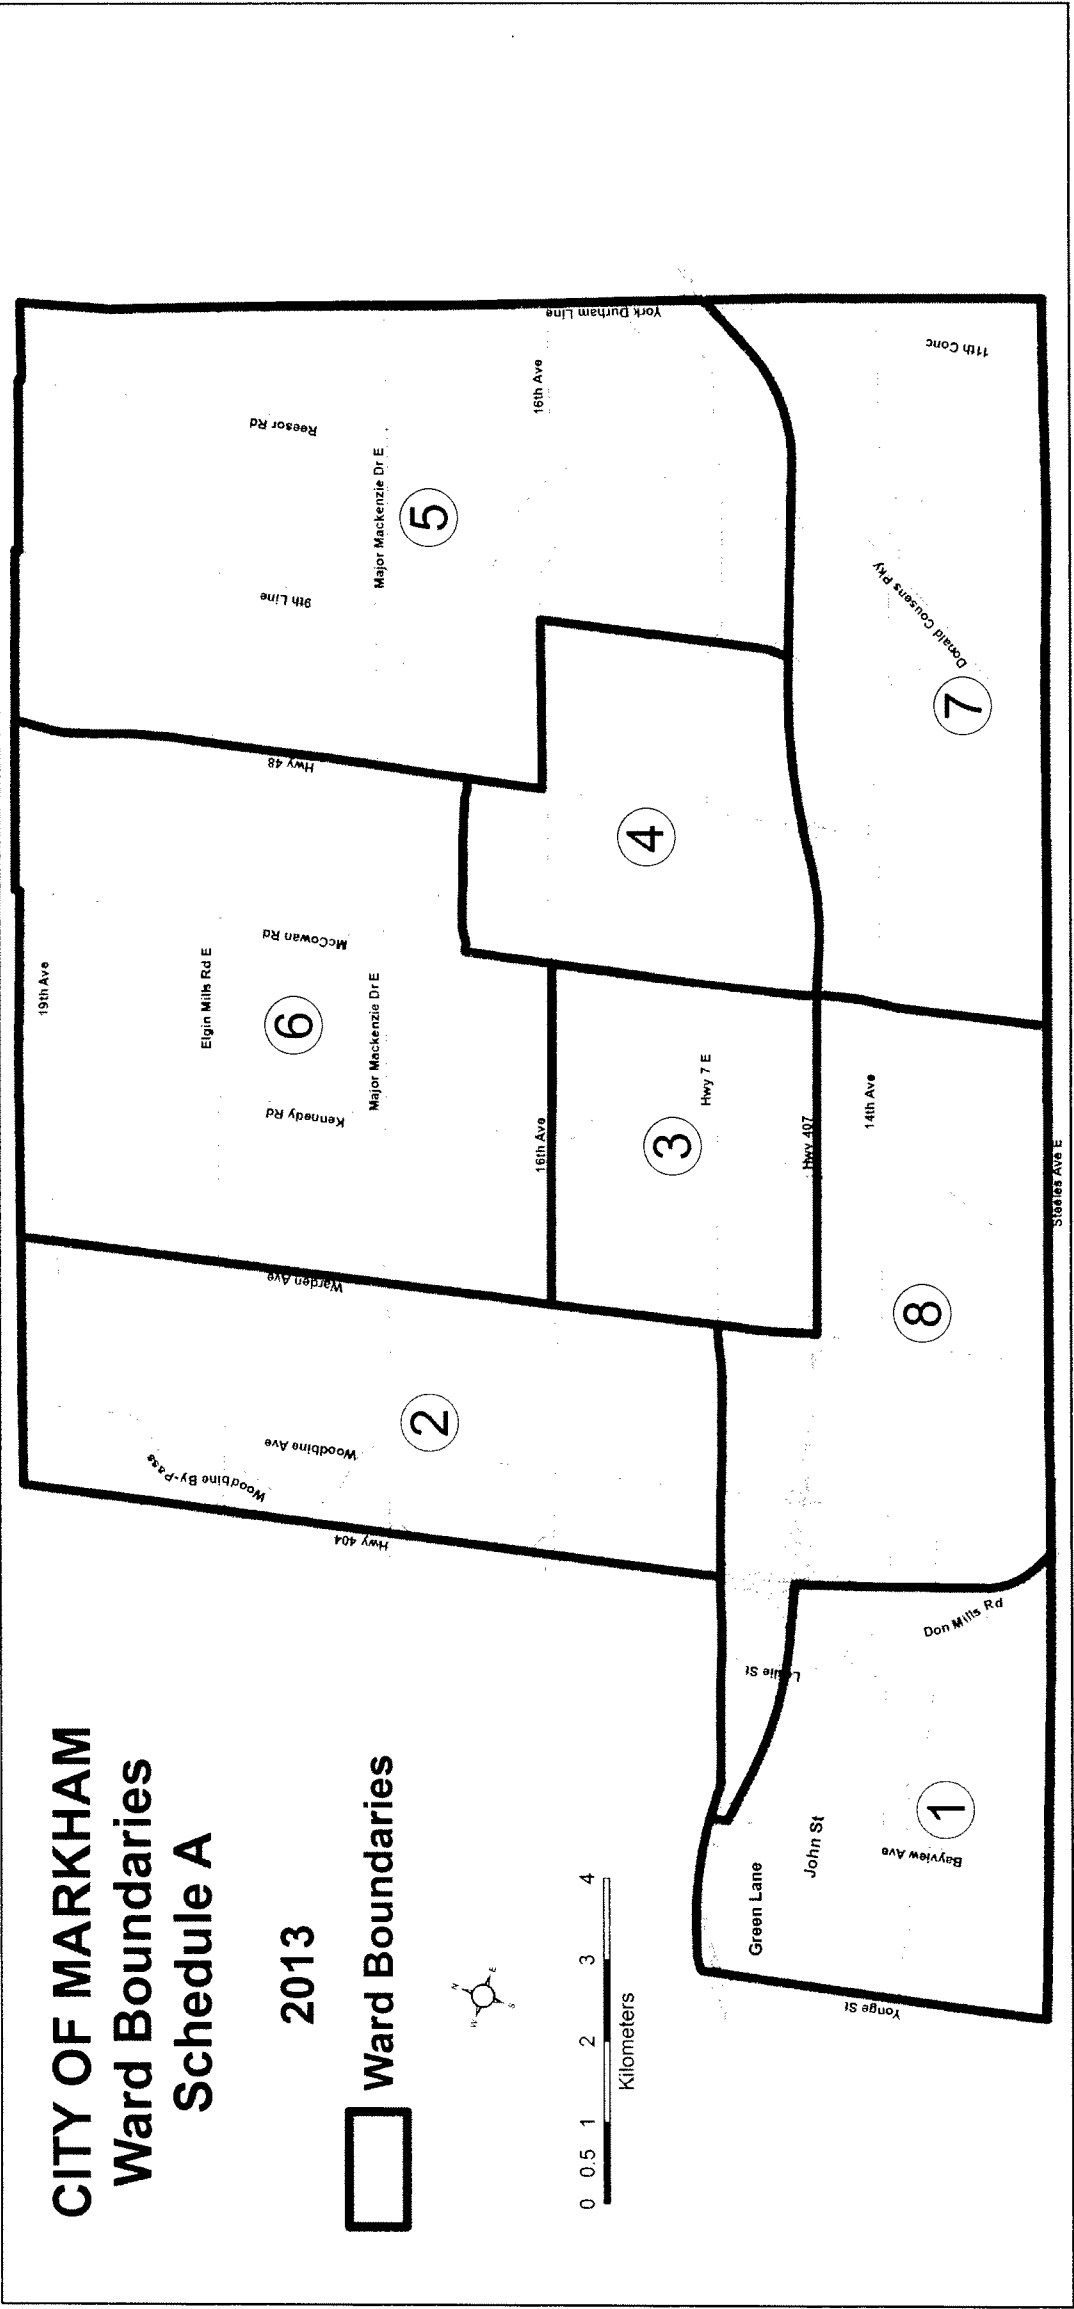 CITY OF MARKHAM
Ward Boundaries
Schedule A
2013
Ward Boundaries
N
W
E
S
0 0.5 1 2 3 4
Kilometers
19th Ave
Elgin Mills Rd E
Major Mackenzie Dr E
Major Mackenzie Dr E
16th Ave
16th Ave
Hwy 7 E
Hwy 407
14th Ave
Steeles Ave E
Green Lane
John St
Yonge St
Bayview Ave
Leslie St
Don Mills Rd
Hwy 404
Woodbine By-Pass
Woodbine Ave
Warden Ave
Kennedy Rd
McCowan Rd
Hwy 48
9th Line
Reesor Rd
York Durham Line
11th Conc
Donald Cousens Pky
1
2
3
4
5
6
7
8